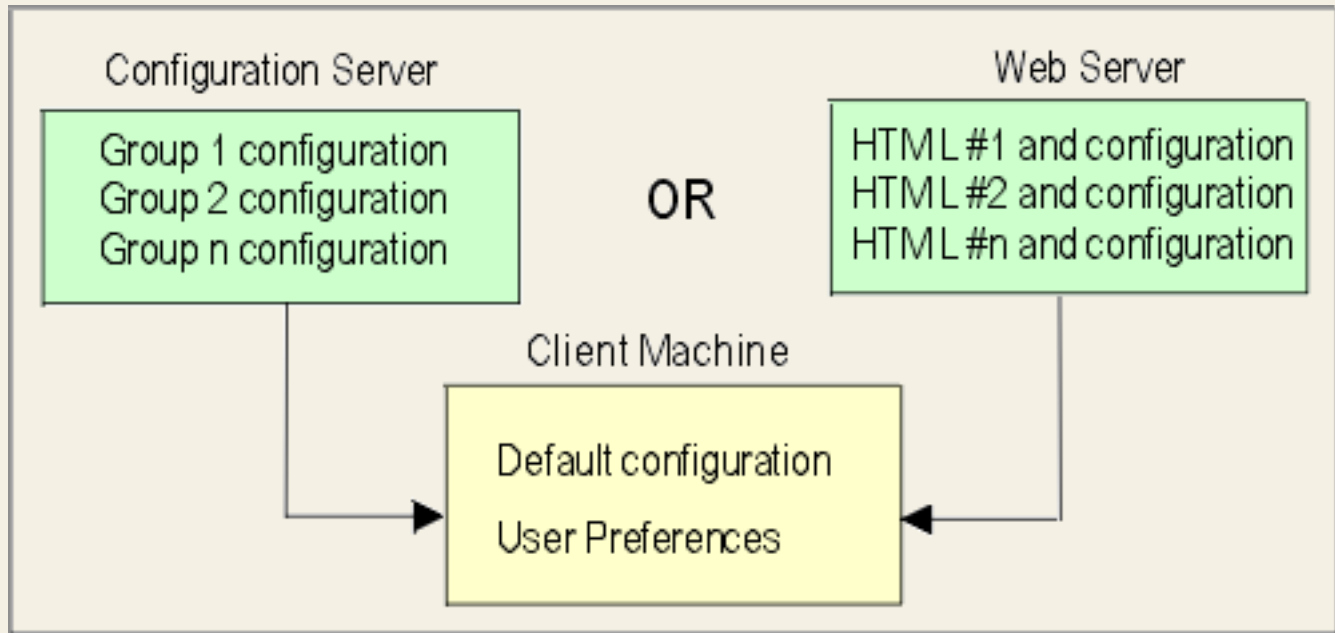 Configuration Server
Group 1 configuration
Group 2 configuration
Group n configuration
OR
Web Server
HTML #1 and configuration
HTML #2 and configuration
HTML #n and configuration
Client Machine
Default configuration
User Preferences